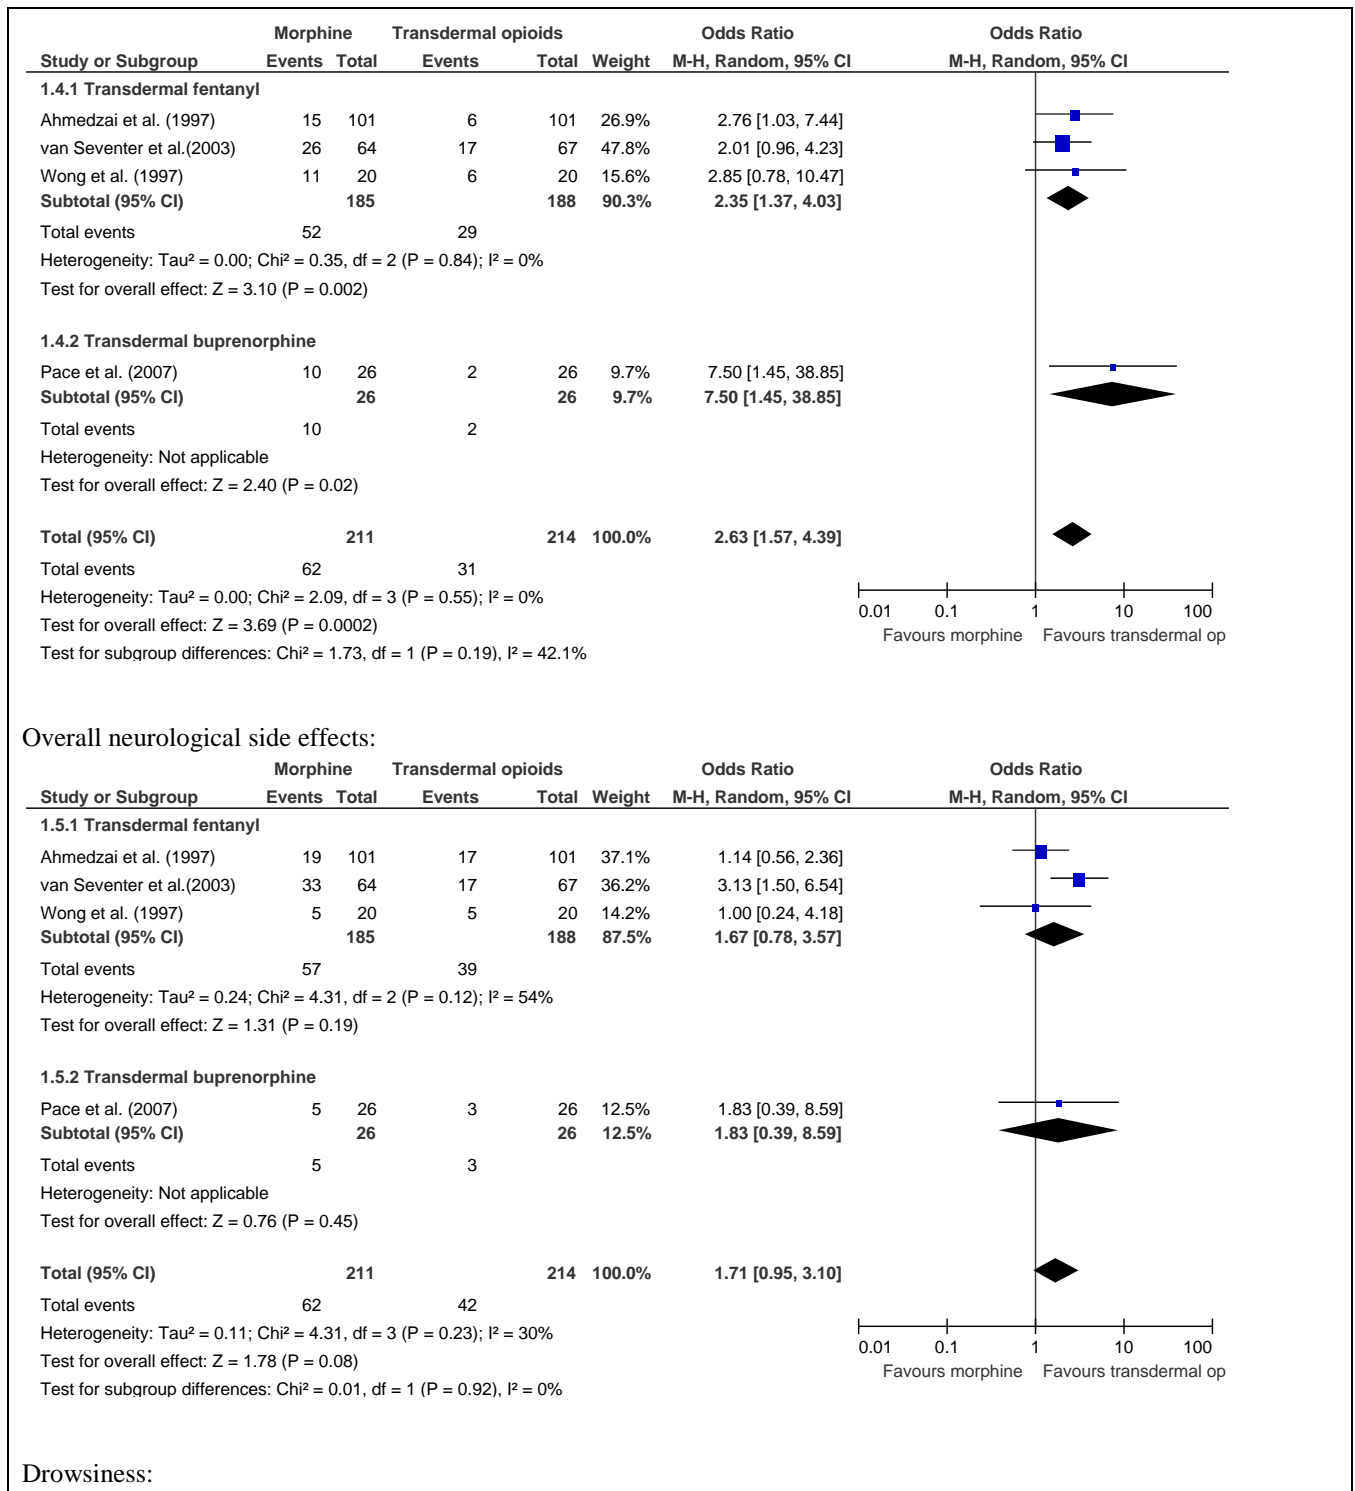 Morphine Transdermal opioids Odds Ratio Odds Ratio
Study or Subgroup Events Total Events Total Weight M-H, Random, 95% CI M-H, Random, 95% CI
1.4.1 Transdermal fentanyl
Ahmedzai et al. (1997) 15 101 6 101 26.9% 2.76 [1.03, 7.44]
van Seventer et al.(2003) 26 64 17 67 47.8% 2.01 [0.96, 4.23]
Wong et al. (1997) 11 20 6 20 15.6% 2.85 [0.78, 10.47]
Subtotal (95% CI) 185 188 90.3% 2.35 [1.37, 4.03]
Total events 52 29
Heterogeneity: Tau² = 0.00; Chi² = 0.35, df = 2 (P = 0.84); I² = 0%
Test for overall effect: Z = 3.10 (P = 0.002)
1.4.2 Transdermal buprenorphine
Pace et al. (2007) 10 26 2 26 9.7% 7.50 [1.45, 38.85]
Subtotal (95% CI) 26 26 9.7% 7.50 [1.45, 38.85]
Total events 10 2
Heterogeneity: Not applicable
Test for overall effect: Z = 2.40 (P = 0.02)
Total (95% CI) 211 214 100.0% 2.63 [1.57, 4.39]
Total events 62 31
Heterogeneity: Tau² = 0.00; Chi² = 2.09, df = 3 (P = 0.55); I² = 0%
Test for overall effect: Z = 3.69 (P = 0.0002)
Test for subgroup differences: Chi² = 1.73, df = 1 (P = 0.19), I² = 42.1%
0.01 0.1 1 10 100
Favours morphine Favours transdermal op
Overall neurological side effects:
Morphine Transdermal opioids Odds Ratio Odds Ratio
Study or Subgroup Events Total Events Total Weight M-H, Random, 95% CI M-H, Random, 95% CI
1.5.1 Transdermal fentanyl
Ahmedzai et al. (1997) 19 101 17 101 37.1% 1.14 [0.56, 2.36]
van Seventer et al.(2003) 33 64 17 67 36.2% 3.13 [1.50, 6.54]
Wong et al. (1997) 5 20 5 20 14.2% 1.00 [0.24, 4.18]
Subtotal (95% CI) 185 188 87.5% 1.67 [0.78, 3.57]
Total events 57 39
Heterogeneity: Tau² = 0.24; Chi² = 4.31, df = 2 (P = 0.12); I² = 54%
Test for overall effect: Z = 1.31 (P = 0.19)
1.5.2 Transdermal buprenorphine
Pace et al. (2007) 5 26 3 26 12.5% 1.83 [0.39, 8.59]
Subtotal (95% CI) 26 26 12.5% 1.83 [0.39, 8.59]
Total events 5 3
Heterogeneity: Not applicable
Test for overall effect: Z = 0.76 (P = 0.45)
Total (95% CI) 211 214 100.0% 1.71 [0.95, 3.10]
Total events 62 42
Heterogeneity: Tau² = 0.11; Chi² = 4.31, df = 3 (P = 0.23); I² = 30%
Test for overall effect: Z = 1.78 (P = 0.08)
Test for subgroup differences: Chi² = 0.01, df = 1 (P = 0.92), I² = 0%
0.01 0.1 1 10 100
Favours morphine Favours transdermal op
Drowsiness: